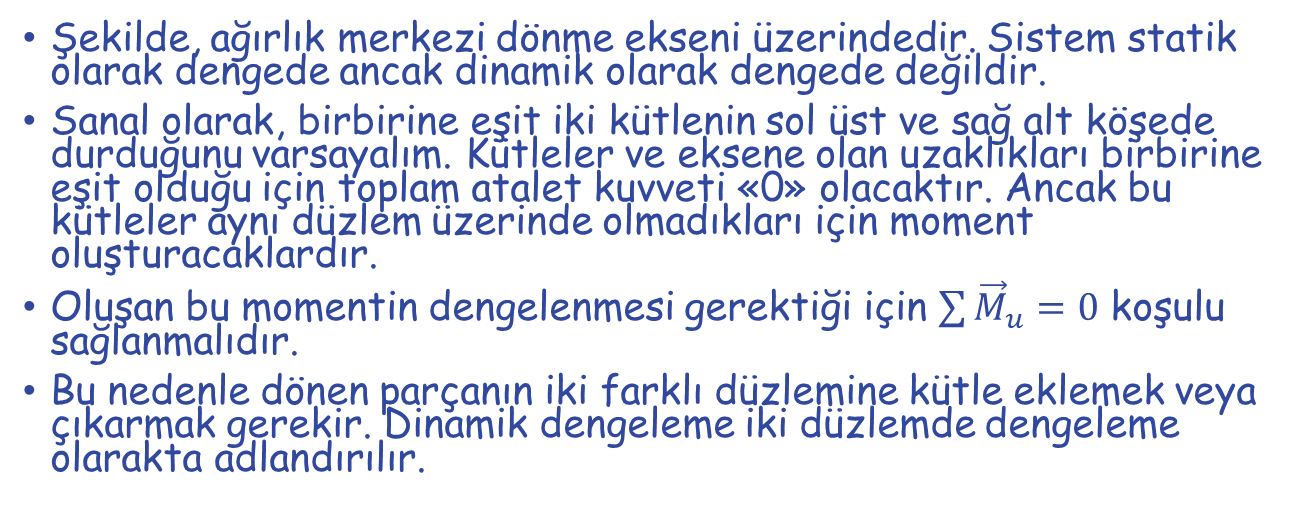 • Şekilde, ağırlık merkezi dönme ekseni üzerindedir. Sistem statik
olarak dengede ancak dinamik olarak dengede değildir.
• Sanal olarak, birbirine eşit iki kütlenin sol üst ve sağ alt köşede
durduğunu varsayalım. Kütleler ve eksene olan uzaklıkları birbirine
eşit olduğu için toplam atalet kuvveti «0» olacaktır. Ancak bu
kütleler aynı düzlem üzerinde olmadıkları için moment
oluşturacaklardır.
• Oluşan bu momentin dengelenmesi gerektiği için ∑ M⃗ᵤ = 0 koşulu
sağlanmalıdır.
• Bu nedenle dönen parçanın iki farklı düzlemine kütle eklemek veya
çıkarmak gerekir. Dinamik dengeleme iki düzlemde dengeleme
olarakta adlandırılır.